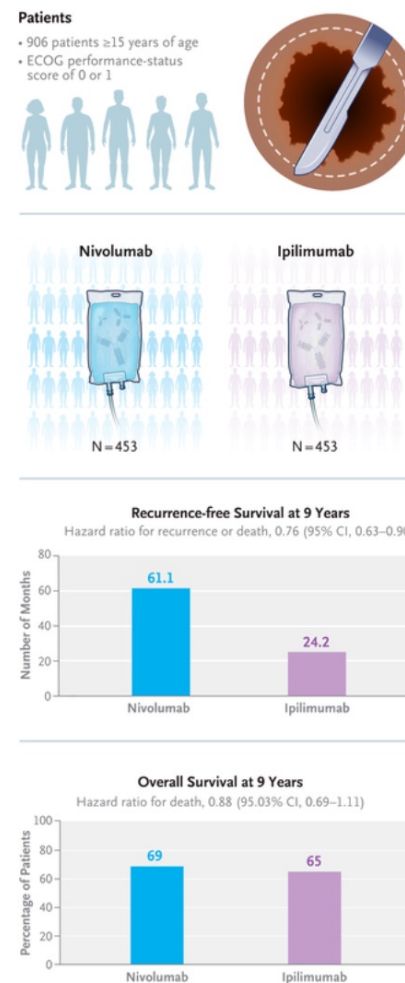 Patients
• 906 patients ≥15 years of age
• ECOG performance-status
score of 0 or 1
Nivolumab
Ipilimumab
N=453
N=453
Recurrence-free Survival at 9 Years
Hazard ratio for recurrence or death, 0.76 (95% CI, 0.63–0.90
Number of Months
80
60
40
20
0
61.1
24.2
Nivolumab
Ipilimumab
Overall Survival at 9 Years
Hazard ratio for death, 0.88 (95.03% CI, 0.69–1.11)
Percentage of Patients
100
80
60
40
20
0
69
65
Nivolumab
Ipilimumab